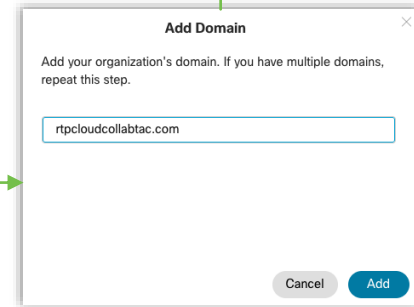 Add Domain
Add your organization's domain. If you have multiple domains,
repeat this step.
rtpcloudcollabtac.com
Cancel
Add